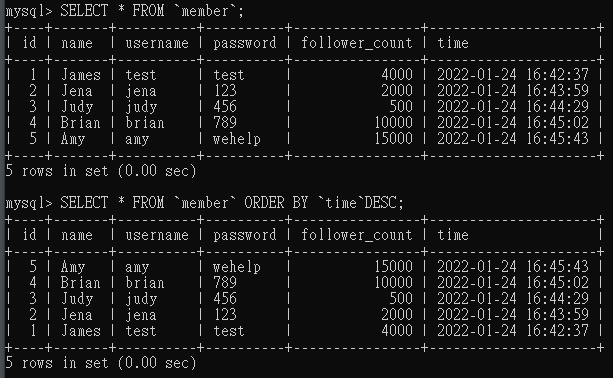 mysql> SELECT * FROM `member`;
+----+-------+----------+----------+----------------+---------------------+
| id | name  | username | password | follower_count | time                |
+----+-------+----------+----------+----------------+---------------------+
|  1 | James | test     | test     |           4000 | 2022-01-24 16:42:37 |
|  2 | Jena  | jena     | 123      |           2000 | 2022-01-24 16:43:59 |
|  3 | Judy  | judy     | 456      |            500 | 2022-01-24 16:44:29 |
|  4 | Brian | brian    | 789      |          10000 | 2022-01-24 16:45:02 |
|  5 | Amy   | amy      | wehelp   |          15000 | 2022-01-24 16:45:43 |
+----+-------+----------+----------+----------------+---------------------+
5 rows in set (0.00 sec)
mysql> SELECT * FROM `member` ORDER BY `time`DESC;
+----+-------+----------+----------+----------------+---------------------+
| id | name  | username | password | follower_count | time                |
+----+-------+----------+----------+----------------+---------------------+
|  5 | Amy   | amy      | wehelp   |          15000 | 2022-01-24 16:45:43 |
|  4 | Brian | brian    | 789      |          10000 | 2022-01-24 16:45:02 |
|  3 | Judy  | judy     | 456      |            500 | 2022-01-24 16:44:29 |
|  2 | Jena  | jena     | 123      |           2000 | 2022-01-24 16:43:59 |
|  1 | James | test     | test     |           4000 | 2022-01-24 16:42:37 |
+----+-------+----------+----------+----------------+---------------------+
5 rows in set (0.00 sec)